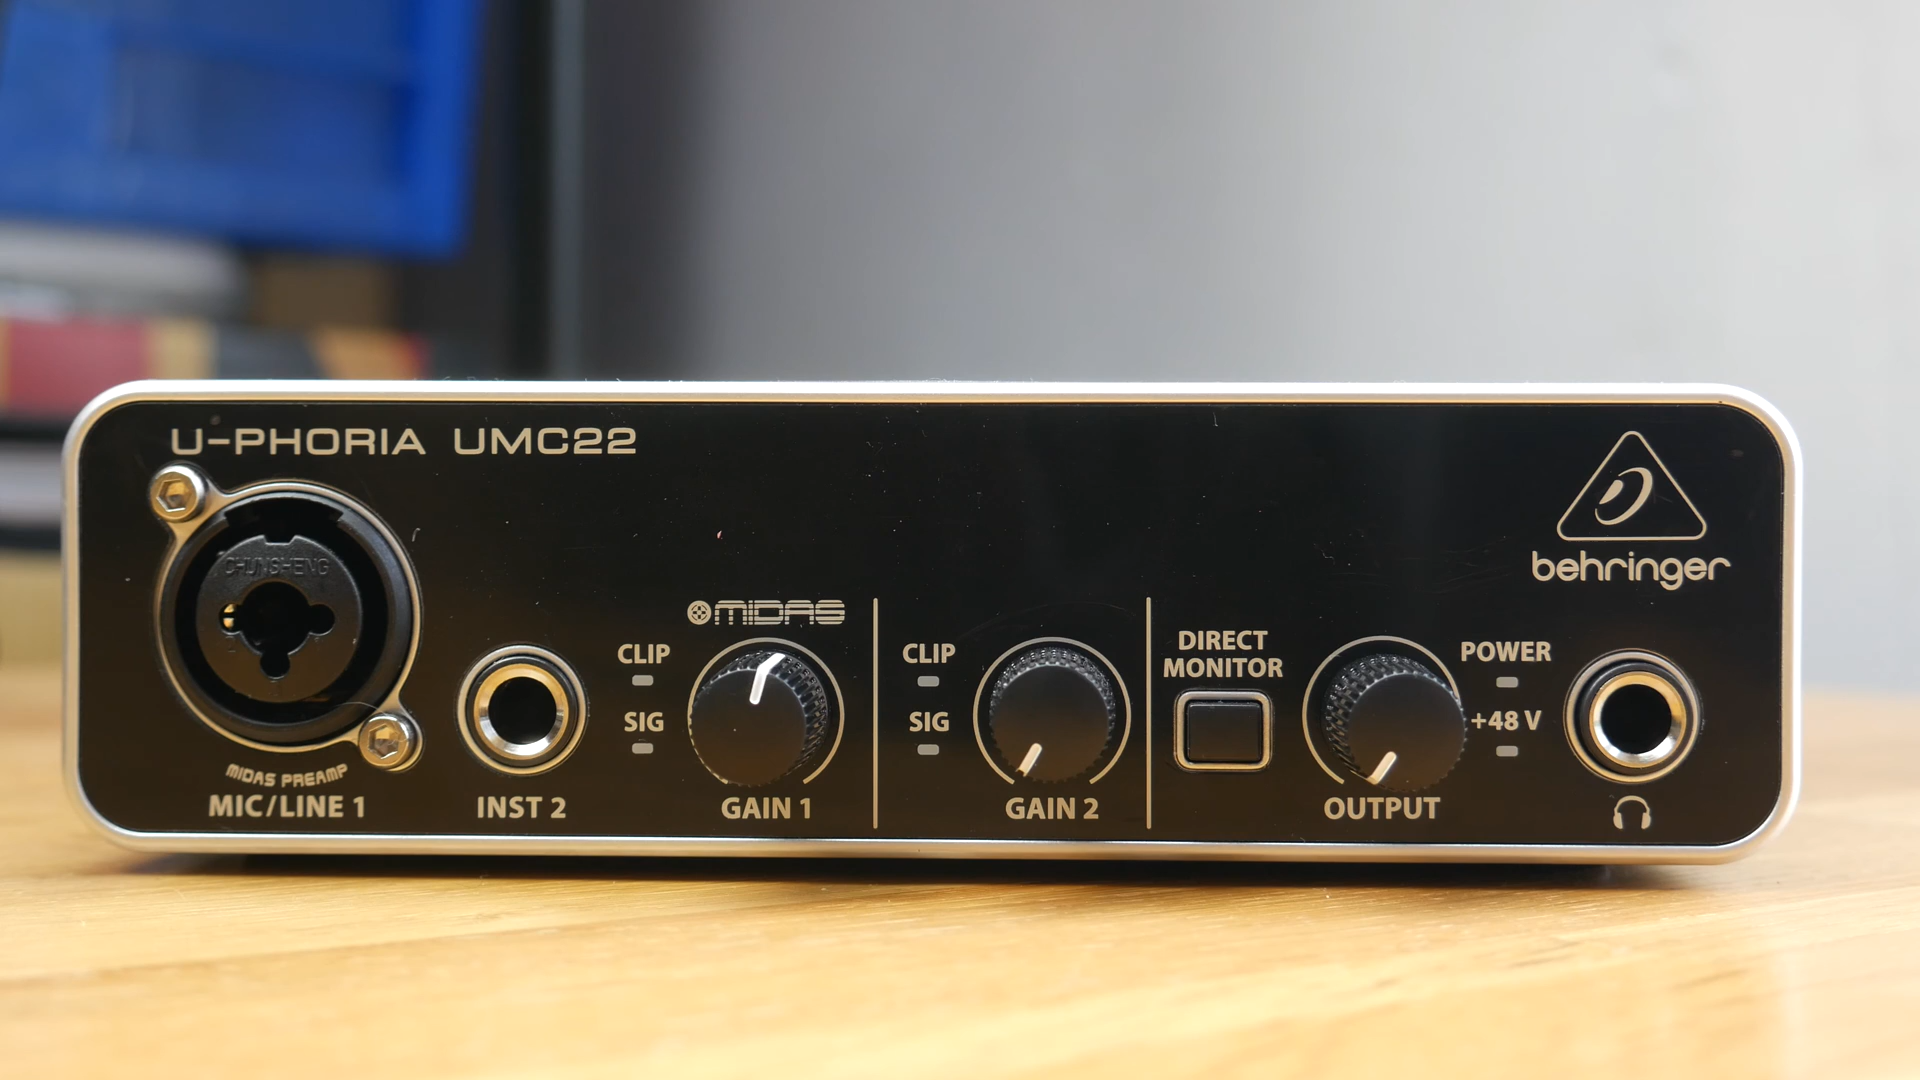 U-PHORIA UMC22
behringer
CHUNSHENG
MIDAS
CLIP
SIG
CLIP
SIG
DIRECT
MONITOR
POWER
+48 V
MIDAS PREAMP
MIC/LINE 1
INST 2
GAIN 1
GAIN 2
OUTPUT